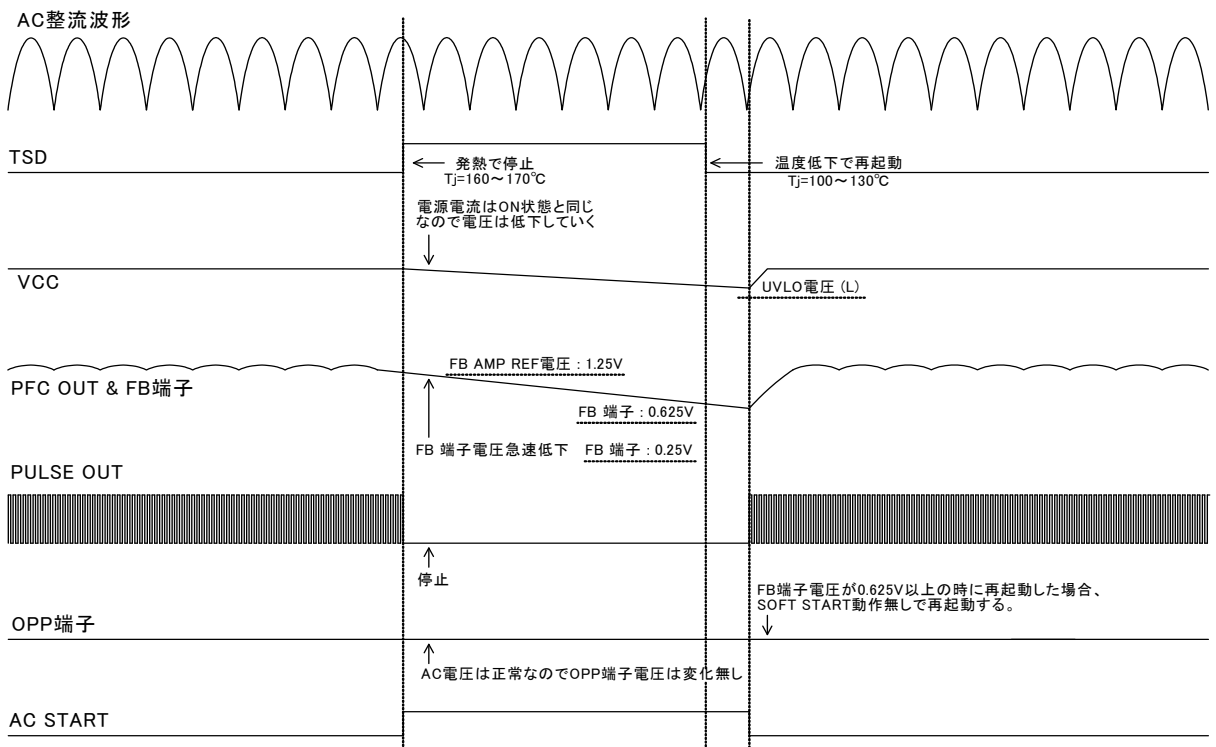 AC整流波形
TSD
発熱で停止
Tj=160～170℃
温度低下で再起動
Tj=100～130℃
電源電流はON状態と同じ
なので電圧は低下していく
VCC
UVLO電圧 (L)
FB AMP REF電圧 : 1.25V
PFC OUT & FB端子
FB 端子 : 0.625V
FB 端子電圧急速低下
FB 端子 : 0.25V
PULSE OUT
停止
FB端子電圧が0.625V以上の時に再起動した場合、
SOFT START動作無しで再起動する。
OPP端子
AC電圧は正常なのでOPP端子電圧は変化無し
AC START